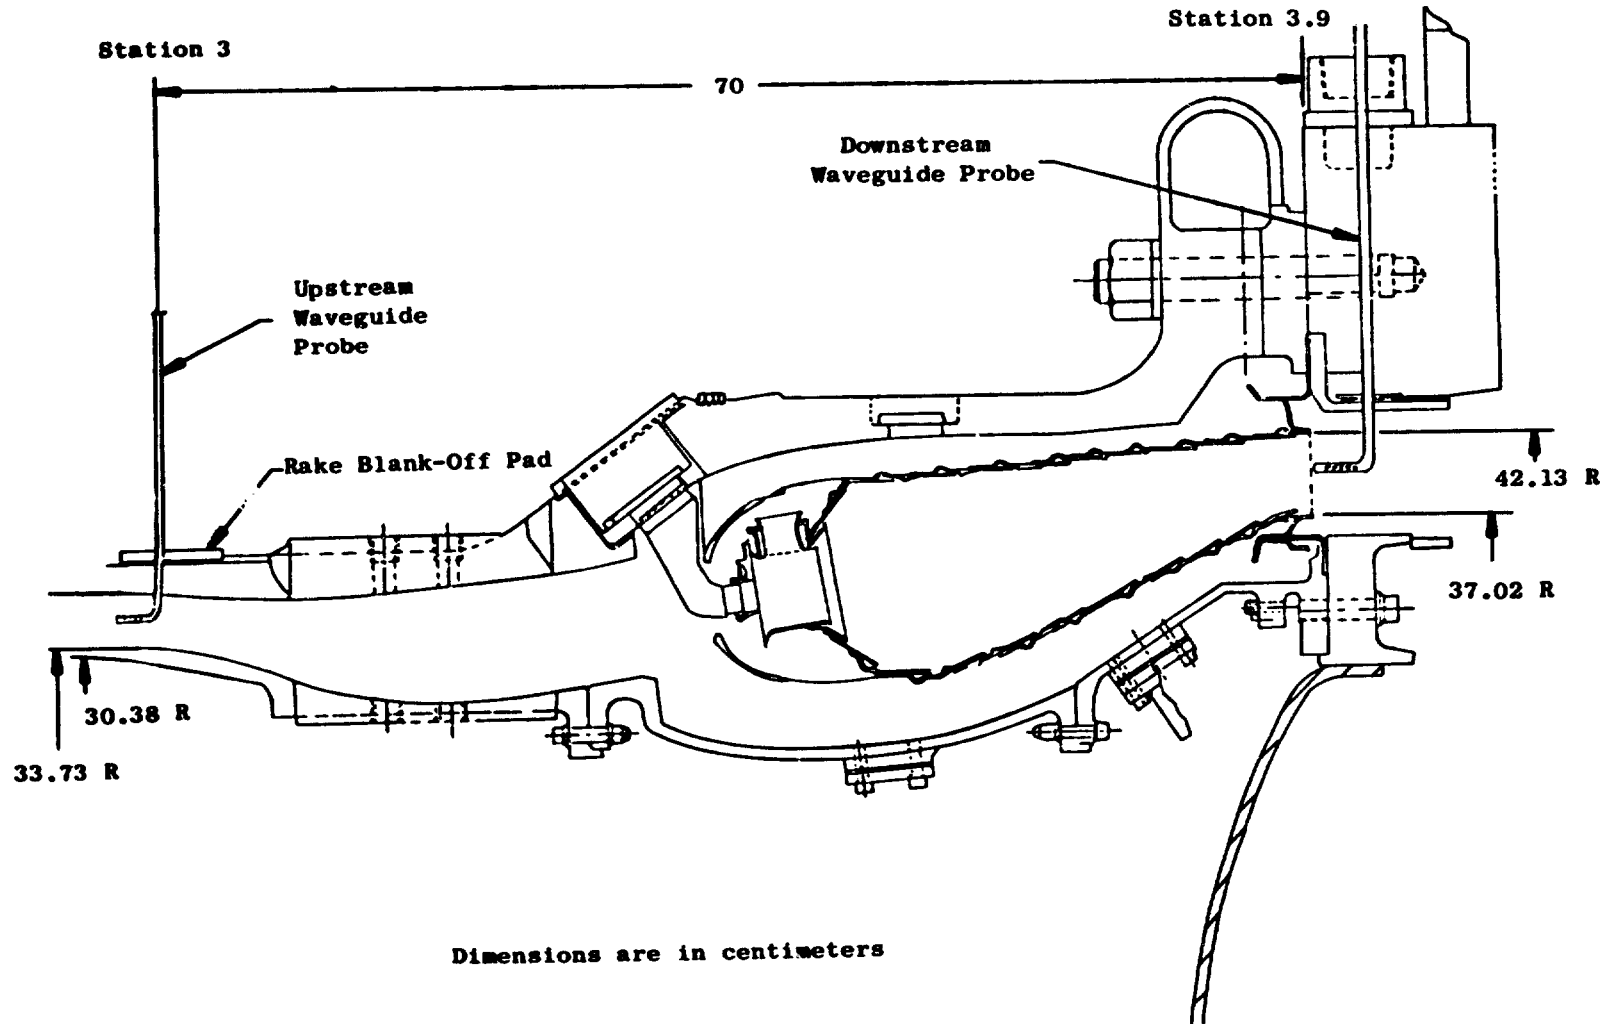 Station 3.9
Station 3
70
Downstream
Waveguide Probe
Upstream
Waveguide
Probe
Rake Blank-Off Pad
42.13 R
37.02 R
30.38 R
33.73 R
Dimensions are in centimeters